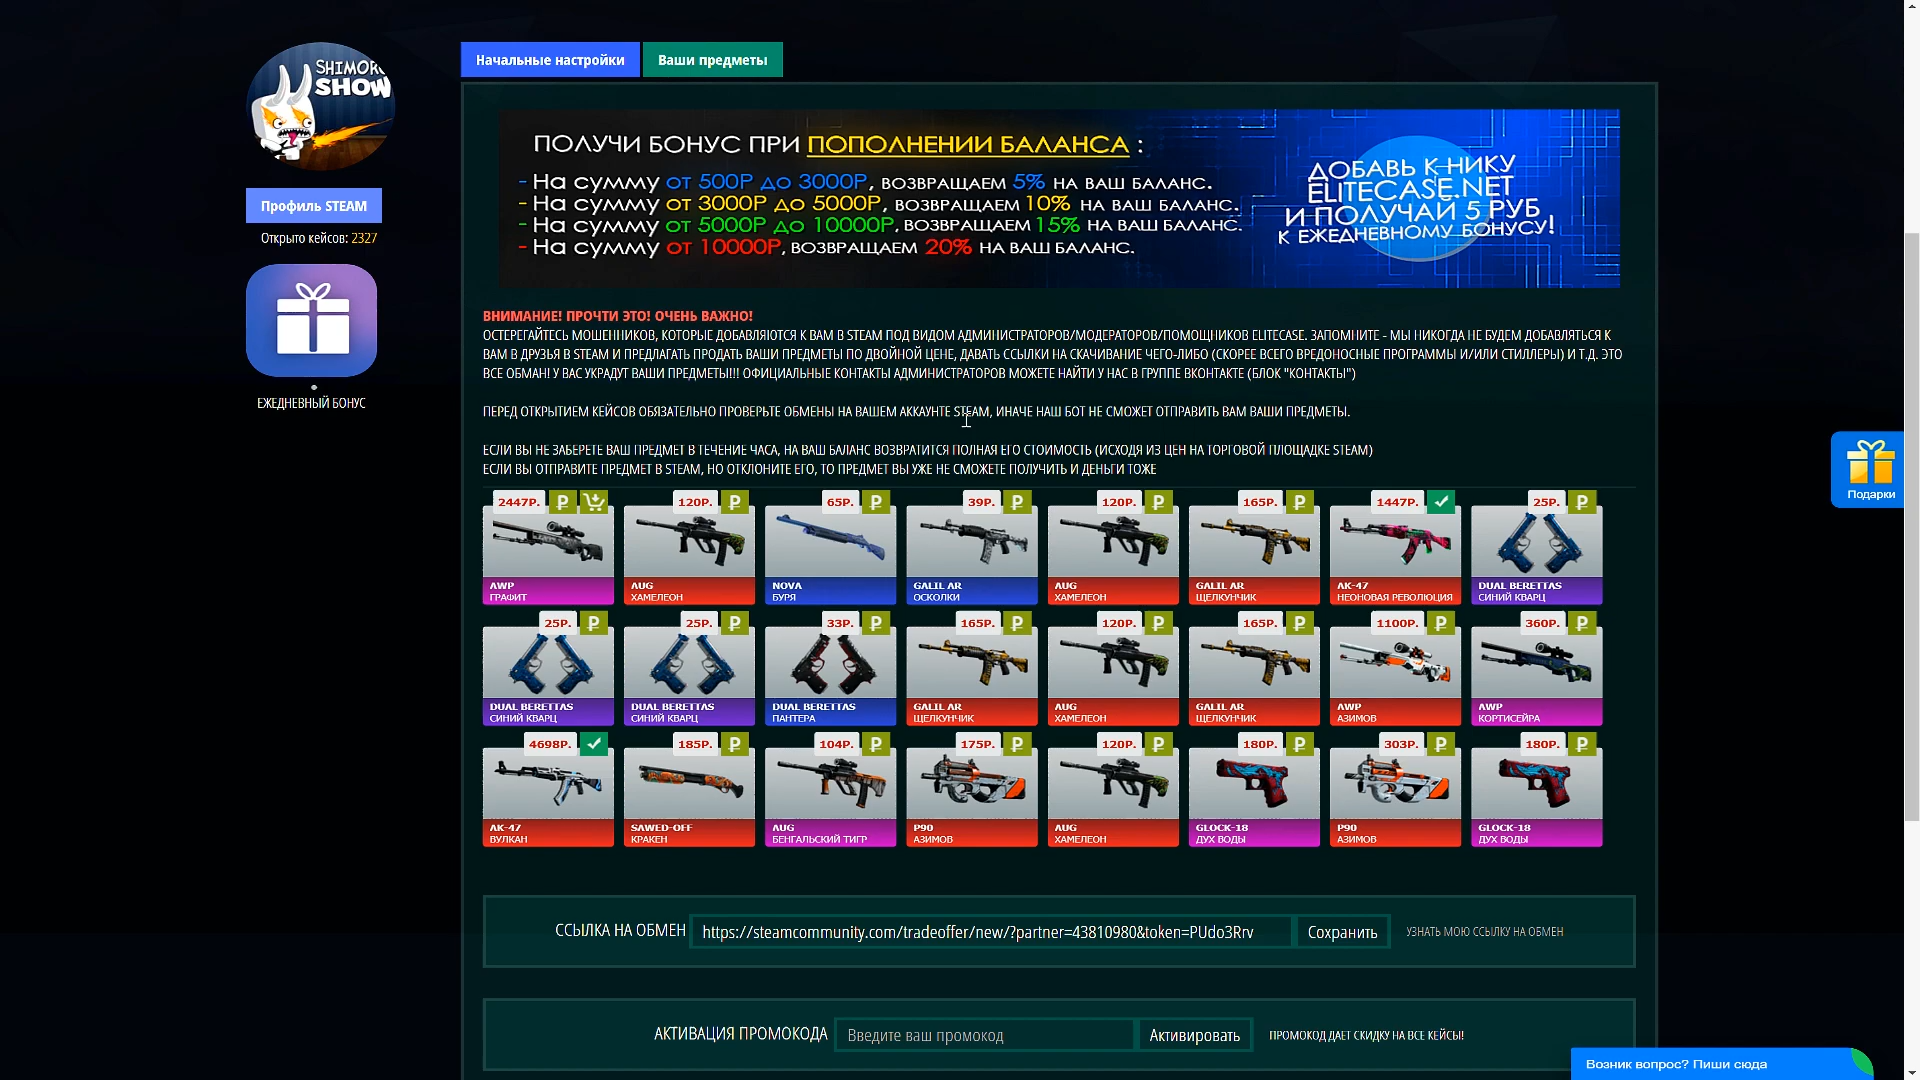 SHIMORO
SHOW
Начальные настройки
Ваши предметы
Профиль STEAM
Открыто кейсов: 2327
ЕЖЕДНЕВНЫЙ БОНУС
ПОЛУЧИ БОНУС ПРИ ПОПОЛНЕНИИ БАЛАНСА :
- На сумму от 500Р до 3000Р, ВОЗВРАЩАЕМ 5% НА ВАШ БАЛАНС.
- На сумму от 3000Р до 5000Р, ВОЗВРАЩАЕМ 10% НА ВАШ БАЛАНС.
- На сумму от 5000Р до 10000Р, ВОЗВРАЩАЕМ 15% НА ВАШ БАЛАНС.
- На сумму от 10000Р, ВОЗВРАЩАЕМ 20% НА ВАШ БАЛАНС.
ДОБАВЬ К НИКУ
ELITECASE.NET
И ПОЛУЧАЙ 5 РУБ
К ЕЖЕДНЕВНОМУ БОНУСУ!
ВНИМАНИЕ! ПРОЧТИ ЭТО! ОЧЕНЬ ВАЖНО!
ОСТЕРЕГАЙТЕСЬ МОШЕННИКОВ, КОТОРЫЕ ДОБАВЛЯЮТСЯ К ВАМ В STEAM ПОД ВИДОМ АДМИНИСТРАТОРОВ/МОДЕРАТОРОВ/ПОМОЩНИКОВ ELITECASE. ЗАПОМНИТЕ - МЫ НИКОГДА НЕ БУДЕМ ДОБАВЛЯТЬСЯ К
ВАМ В ДРУЗЬЯ В STEAM И ПРЕДЛАГАТЬ ПРОДАТЬ ВАШИ ПРЕДМЕТЫ ПО ДВОЙНОЙ ЦЕНЕ, ДАВАТЬ ССЫЛКИ НА СКАЧИВАНИЕ ЧЕГО-ЛИБО (СКОРЕЕ ВСЕГО ВРЕДОНОСНЫЕ ПРОГРАММЫ И/ИЛИ СТИЛЛЕРЫ) И Т.Д. ЭТО
ВСЕ ОБМАН! У ВАС УКРАДУТ ВАШИ ПРЕДМЕТЫ!!! ОФИЦИАЛЬНЫЕ КОНТАКТЫ АДМИНИСТРАТОРОВ МОЖЕТЕ НАЙТИ У НАС В ГРУППЕ ВКОНТАКТЕ (БЛОК "КОНТАКТЫ")
ПЕРЕД ОТКРЫТИЕМ КЕЙСОВ ОБЯЗАТЕЛЬНО ПРОВЕРЬТЕ ОБМЕНЫ НА ВАШЕМ АККАУНТЕ STEAM, ИНАЧЕ НАШ БОТ НЕ СМОЖЕТ ОТПРАВИТЬ ВАМ ВАШИ ПРЕДМЕТЫ.
ЕСЛИ ВЫ НЕ ЗАБЕРЕТЕ ВАШ ПРЕДМЕТ В ТЕЧЕНИЕ ЧАСА, НА ВАШ БАЛАНС ВОЗВРАТИТСЯ ПОЛНАЯ ЕГО СТОИМОСТЬ (ИСХОДЯ ИЗ ЦЕН НА ТОРГОВОЙ ПЛОЩАДКЕ STEAM)
ЕСЛИ ВЫ ОТПРАВИТЕ ПРЕДМЕТ В STEAM, НО ОТКЛОНИТЕ ЕГО, ТО ПРЕДМЕТ ВЫ УЖЕ НЕ СМОЖЕТЕ ПОЛУЧИТЬ И ДЕНЬГИ ТОЖЕ
2447Р. ₽ 120Р. ₽ 65Р. ₽ 39Р. ₽ 120Р. ₽ 165Р. ₽ 1447Р. 25Р. ₽
AWP AUG NOVA GALIL AR AUG GALIL AR AK-47 DUAL BERETTAS
ГРАФИТ ХАМЕЛЕОН БУРЯ ОСКОЛКИ ХАМЕЛЕОН ЩЕЛКУНЧИК НЕОНОВАЯ РЕВОЛЮЦИЯ СИНИЙ КВАРЦ
25Р. ₽ 25Р. ₽ 33Р. ₽ 165Р. ₽ 120Р. ₽ 165Р. ₽ 1100Р. ₽ 360Р. ₽
DUAL BERETTAS DUAL BERETTAS DUAL BERETTAS GALIL AR AUG GALIL AR AWP AWP
СИНИЙ КВАРЦ СИНИЙ КВАРЦ ПАНТЕРА ЩЕЛКУНЧИК ХАМЕЛЕОН ЩЕЛКУНЧИК АЗИМОВ КОРТИСЕЙРА
4698Р. 185Р. ₽ 104Р. ₽ 175Р. ₽ 120Р. ₽ 180Р. ₽ 303Р. ₽ 180Р. ₽
AK-47 SAWED-OFF AUG P90 AUG GLOCK-18 P90 GLOCK-18
ВУЛКАН КРАКЕН БЕНГАЛЬСКИЙ ТИГР АЗИМОВ ХАМЕЛЕОН ДУХ ВОДЫ АЗИМОВ ДУХ ВОДЫ
Подарки
ССЫЛКА НА ОБМЕН https://steamcommunity.com/tradeoffer/new/?partner=43810980&token=PUdo3Rrv Сохранить УЗНАТЬ МОЮ ССЫЛКУ НА ОБМЕН
АКТИВАЦИЯ ПРОМОКОДА Введите ваш промокод Активировать ПРОМОКОД ДАЕТ СКИДКУ НА ВСЕ КЕЙСЫ!
Возник вопрос? Пиши сюда